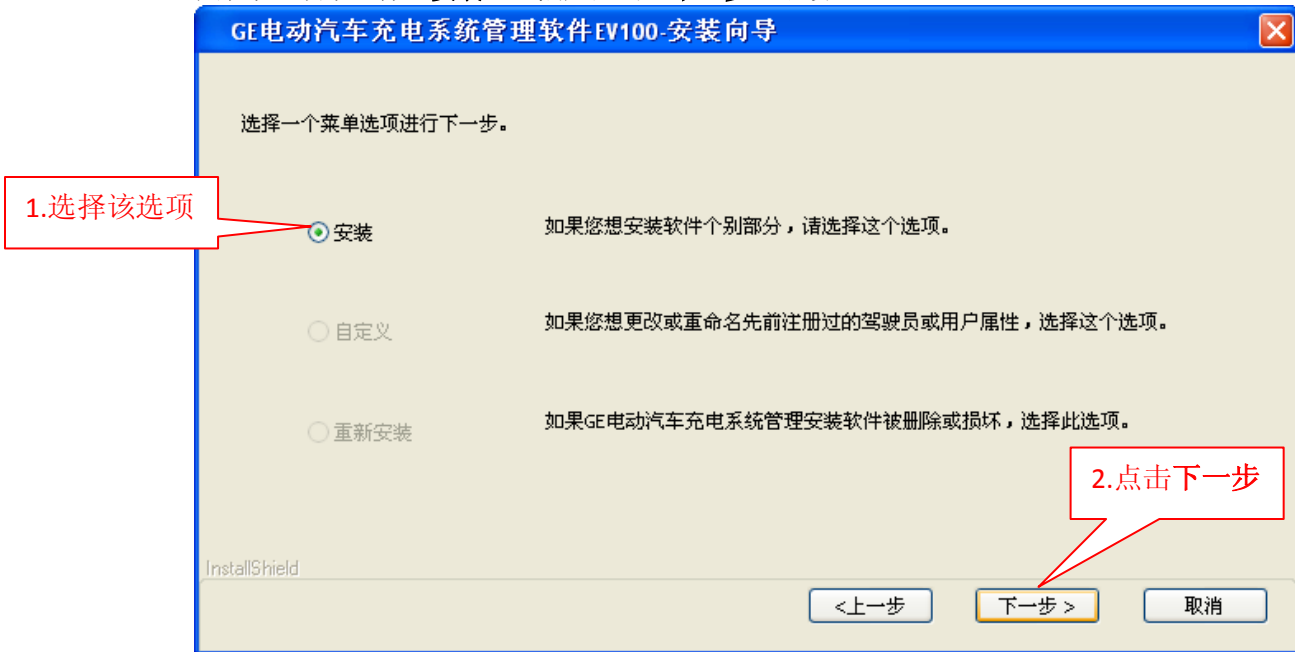 GE电动汽车充电系统管理软件EV100-安装向导
选择一个菜单选项进行下一步。
1.选择该选项
安装
如果您想安装软件个别部分，请选择这个选项。
自定义
如果您想更改或重命名先前注册过的驾驶员或用户属性，选择这个选项。
重新安装
如果GE电动汽车充电系统管理安装软件被删除或损坏，选择此选项。
2.点击下一步
InstallShield
<上一步
下一步 >
取消